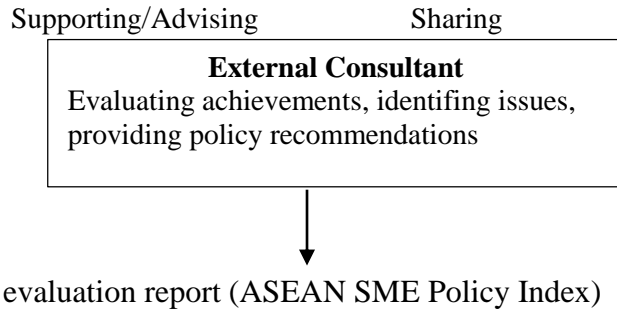 Supporting/Advising Sharing
External Consultant
Evaluating achievements, identifing issues,
providing policy recommendations
evaluation report (ASEAN SME Policy Index)